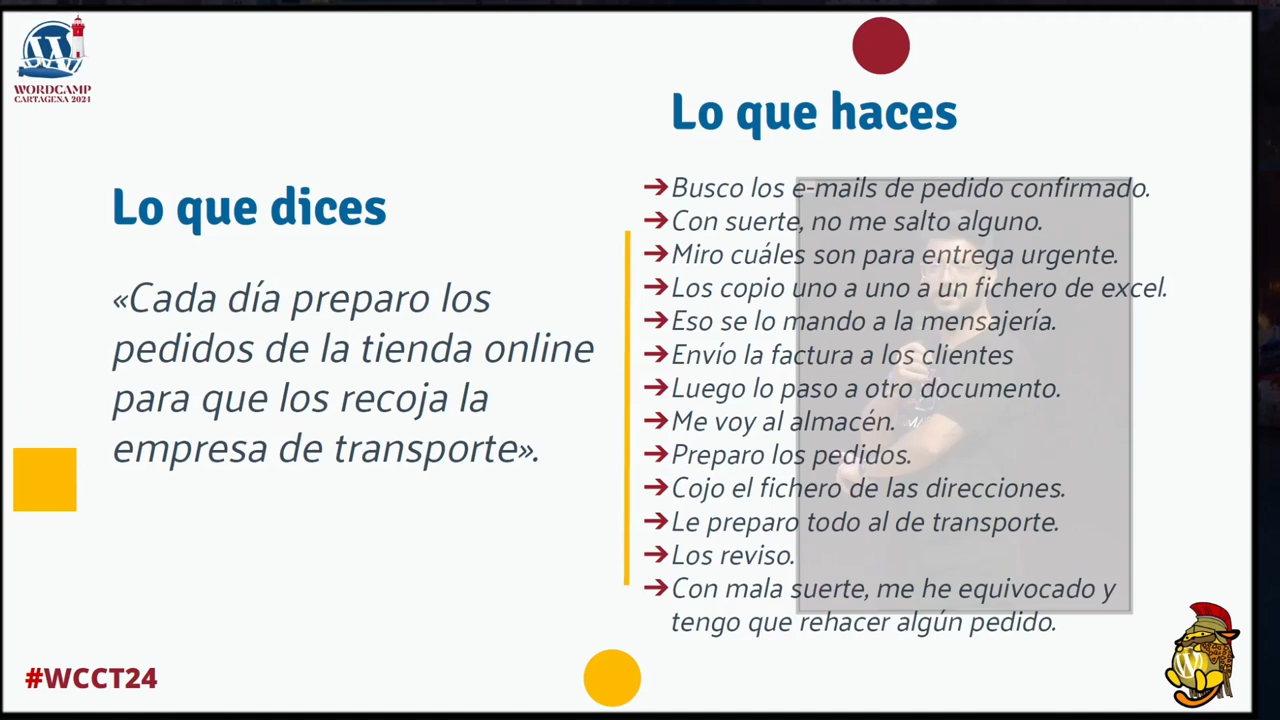 WORDCAMP
CARTAGENA 2024
Lo que dices
«Cada día preparo los
pedidos de la tienda online
para que los recoja la
empresa de transporte».
Lo que haces
➔Busco los e-mails de pedido confirmado.
➔Con suerte, no me salto alguno.
➔Miro cuáles son para entrega urgente.
➔Los copio uno a uno a un fichero de excel.
➔Eso se lo mando a la mensajería.
➔Envío la factura a los clientes
➔Luego lo paso a otro documento.
➔Me voy al almacén.
➔Preparo los pedidos.
➔Cojo el fichero de las direcciones.
➔Le preparo todo al de transporte.
➔Los reviso.
➔Con mala suerte, me he equivocado y
tengo que rehacer algún pedido.
#WCCT24